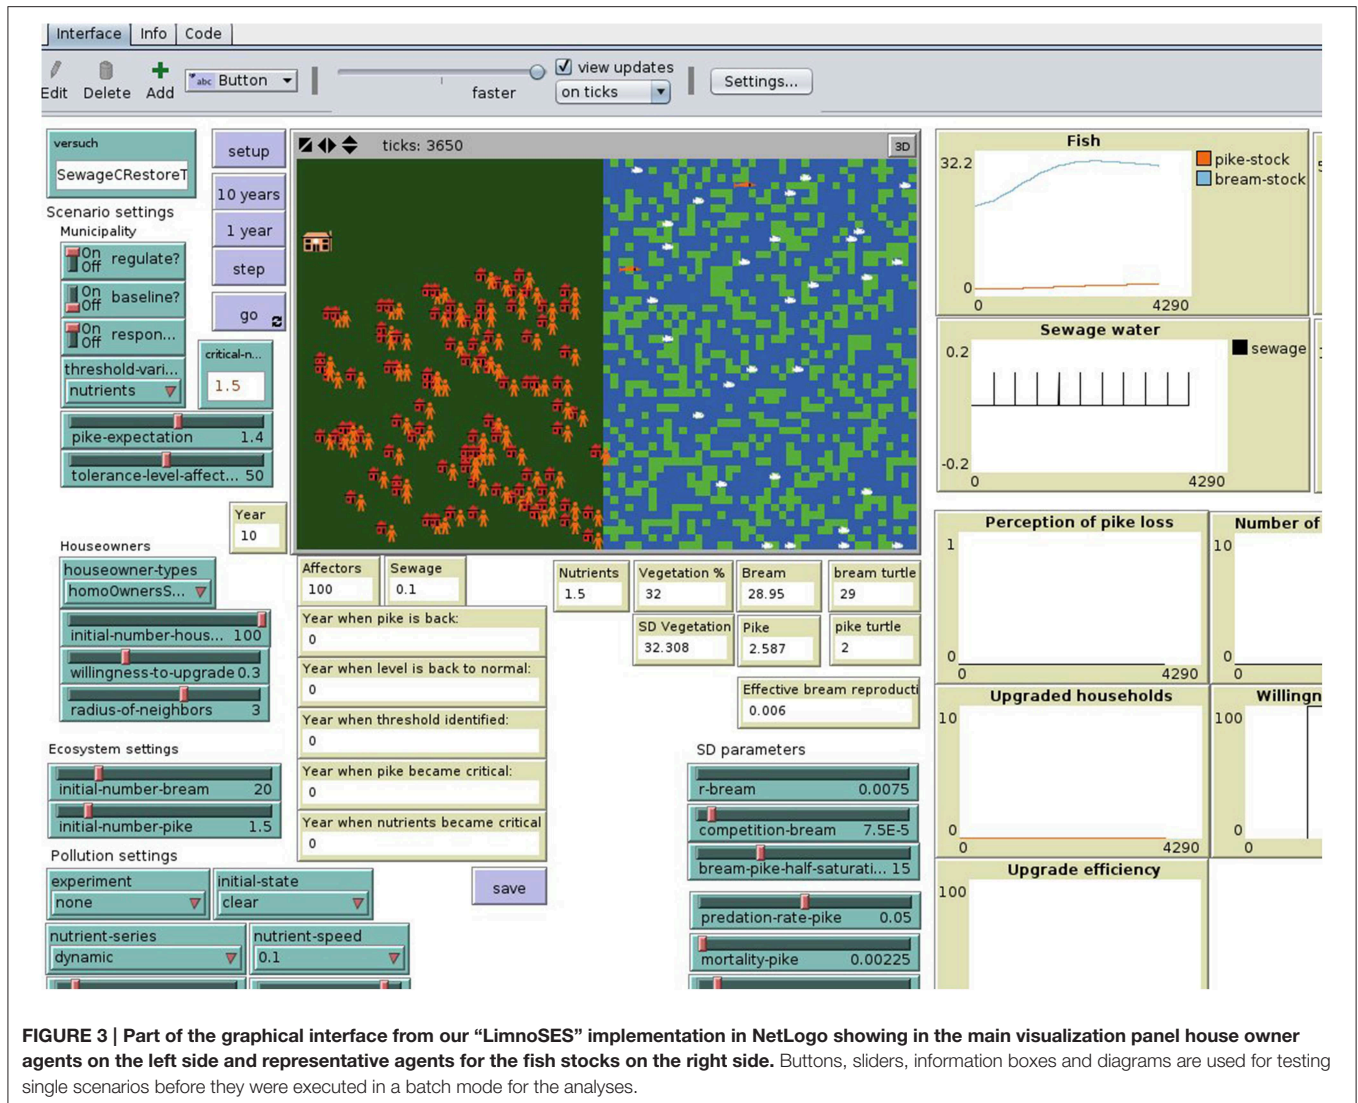 Interface Info Code
Edit Delete Add abc Button faster view updates on ticks Settings...
versuch
SewageCRestoreT
setup
10 years
1 year
step
go
Scenario settings
Municipality
On Off regulate?
On Off baseline?
On Off respon...
threshold-vari...
nutrients
critical-n...
1.5
pike-expectation 1.4
tolerance-level-affect... 50
Year
10
ticks: 3650 3D
Houseowners
houseowner-types
homoOwnersS...
initial-number-hous... 100
willingness-to-upgrade 0.3
radius-of-neighbors 3
Ecosystem settings
initial-number-bream 20
initial-number-pike 1.5
Pollution settings
experiment
none
initial-state
clear
nutrient-series
dynamic
nutrient-speed
0.1
Affectors
100
Sewage
0.1
Year when pike is back:
0
Year when level is back to normal:
0
Year when threshold identified:
0
Year when pike became critical:
0
Year when nutrients became critical
0
save
Nutrients
1.5
Vegetation %
32
Bream
28.95
bream turtle
29
SD Vegetation
32.308
Pike
2.587
pike turtle
2
Effective bream reproducti
0.006
SD parameters
r-bream 0.0075
competition-bream 7.5E-5
bream-pike-half-saturati... 15
predation-rate-pike 0.05
mortality-pike 0.00225
Fish
32.2
0
0 4290
pike-stock
bream-stock
Sewage water
0.2
-0.2
0 4290
sewage
Perception of pike loss
1
0
0 4290
Number of
10
0
0
Upgraded households
10
0
0 4290
Willingn
100
0
0
Upgrade efficiency
100
FIGURE 3 | Part of the graphical interface from our “LimnoSES” implementation in NetLogo showing in the main visualization panel house owner
agents on the left side and representative agents for the fish stocks on the right side. Buttons, sliders, information boxes and diagrams are used for testing
single scenarios before they were executed in a batch mode for the analyses.